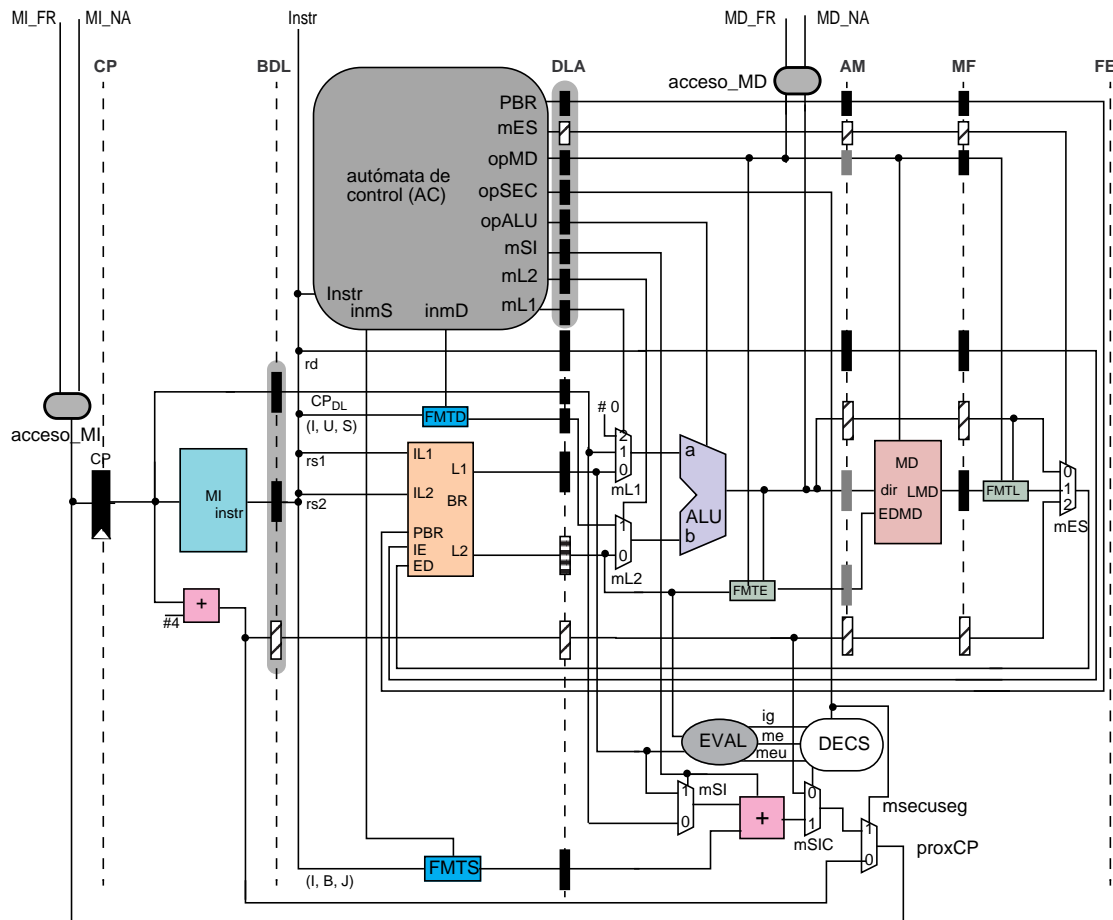 MI_FR MI_NA Instr MD_FR MD_NA
CP BDL DLA AM MF FE
acceso_MD
PBR
mES
opMD
autómata de
control (AC)
opSEC
opALU
mSI
mL2
mL1
Instr
inmS inmD
rd
CPDL
(I, U, S)
FMTD
# 0
acceso_MI
CP
MI
instr
rs1
rs2
IL1
IL2
L1
BR
PBR
IE
ED
L2
2
1
0
mL1
1
0
mL2
a
ALU
b
MD
dir LMD
EDMD
FMTL
0
1
2
mES
FMTE
+
#4
EVAL
ig
me
meu
DECS
1
0
mSI
+
0
1
mSIC
msecuseg
1
0
proxCP
FMTS
(I, B, J)